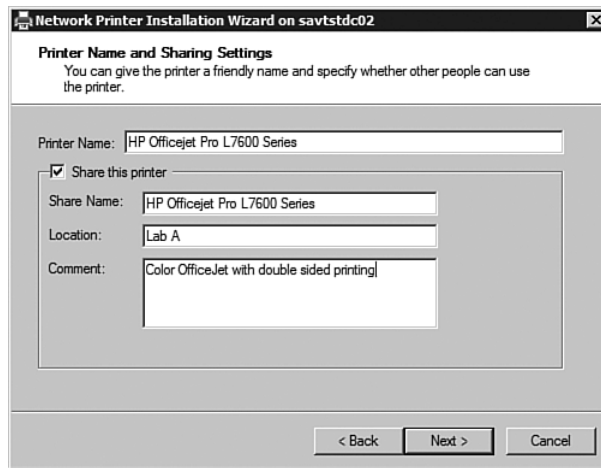 Network Printer Installation Wizard on savtstdc02
Printer Name and Sharing Settings
You can give the printer a friendly name and specify whether other people can use
the printer.
Printer Name: HP Officejet Pro L7600 Series
Share this printer
Share Name: HP Officejet Pro L7600 Series
Location: Lab A
Comment: Color OfficeJet with double sided printing
< Back Next > Cancel